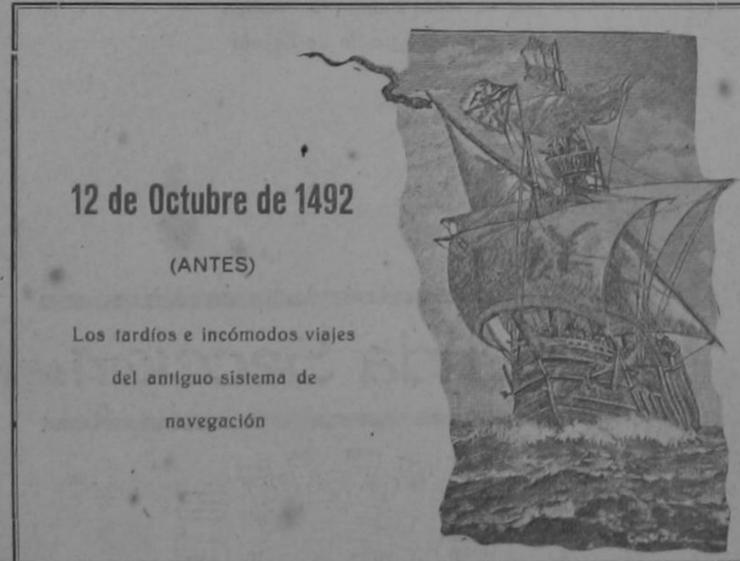 12 de Octubre de 1492
(ANTES)
Los tardíos e incómodos viajes
del antiguo sistema de
navegación